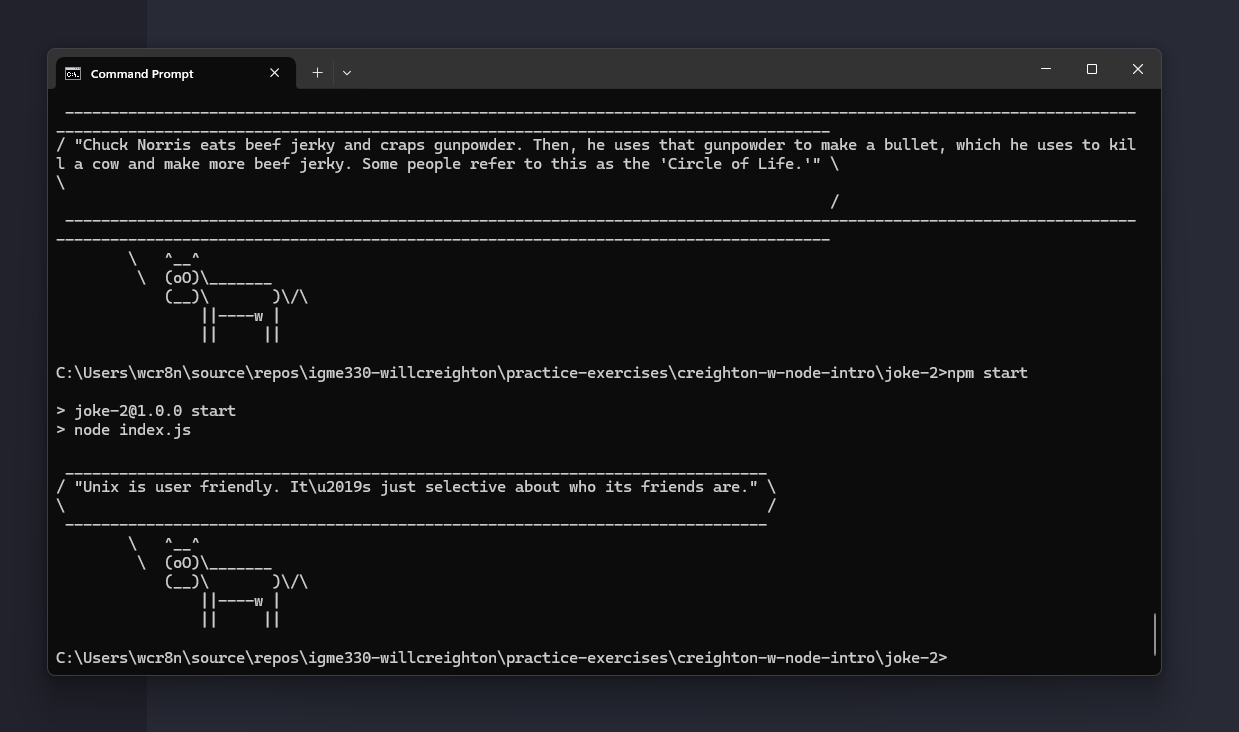 Command Prompt
 _______________________________________________________________________________________________________________________
______________________________________________________________________________________
/ "Chuck Norris eats beef jerky and craps gunpowder. Then, he uses that gunpowder to make a bullet, which he uses to kil
l a cow and make more beef jerky. Some people refer to this as the 'Circle of Life.'" \
\
                                                                                      /
 -----------------------------------------------------------------------------------------------------------------------
--------------------------------------------------------------------------------------
        \   ^__^
         \  (oO)\_______
            (__)\       )\/\
                ||----w |
                ||     ||
C:\Users\wcr8n\source\repos\igme330-willcreighton\practice-exercises\creighton-w-node-intro\joke-2>npm start
> joke-2@1.0.0 start
> node index.js
 ______________________________________________________________________________
/ "Unix is user friendly. It\u2019s just selective about who its friends are." \
\                                                                              /
 ------------------------------------------------------------------------------
        \   ^__^
         \  (oO)\_______
            (__)\       )\/\
                ||----w |
                ||     ||
C:\Users\wcr8n\source\repos\igme330-willcreighton\practice-exercises\creighton-w-node-intro\joke-2>